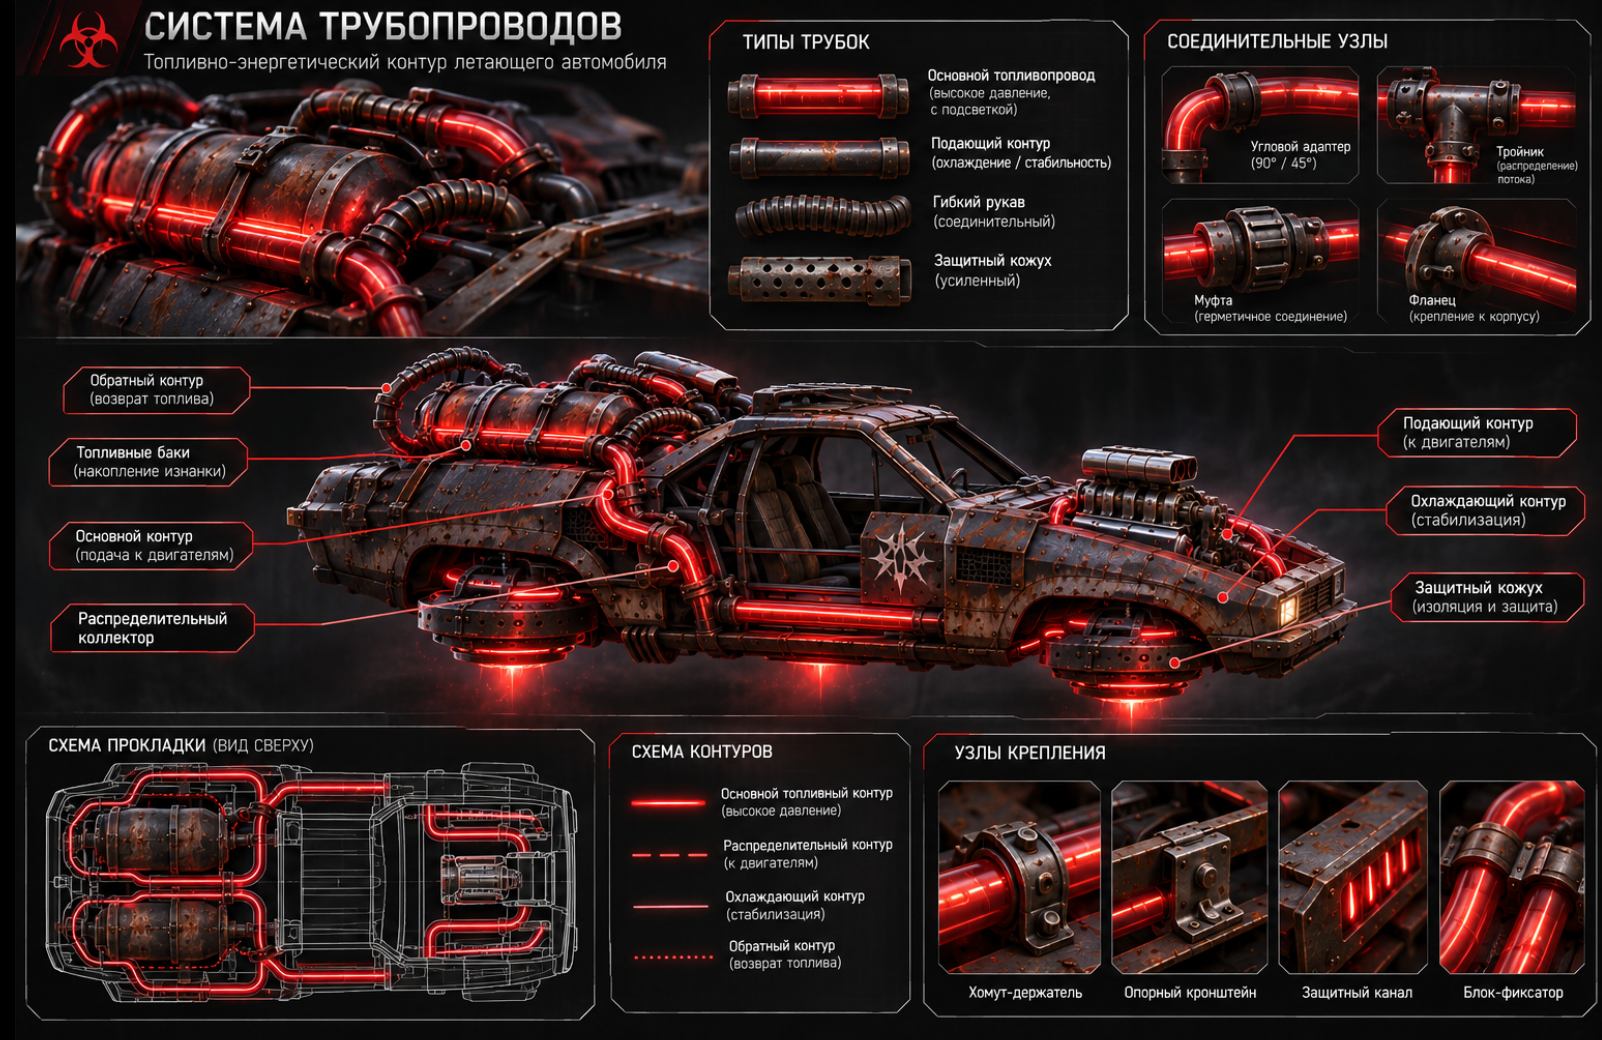 СИСТЕМА ТРУБОПРОВОДОВ
Топливно-энергетический контур летающего автомобиля
ТИПЫ ТРУБОК
Основной топливопровод
(высокое давление,
с подсветкой)
Подающий контур
(охлаждение / стабильность)
Гибкий рукав
(соединительный)
Защитный кожух
(усиленный)
СОЕДИНИТЕЛЬНЫЕ УЗЛЫ
Угловой адаптер
(90° / 45°)
Тройник
(распределение)
потока)
Муфта
(герметичное соединение)
Фланец
(крепление к корпусу)
Обратный контур
(возврат топлива)
Топливные баки
(накопление изнанки)
Основной контур
(подача к двигателям)
Распределительный
коллектор
Подающий контур
(к двигателям)
Охлаждающий контур
(стабилизация)
Защитный кожух
(изоляция и защита)
СХЕМА ПРОКЛАДКИ (ВИД СВЕРХУ)
СХЕМА КОНТУРОВ
Основной топливный контур
(высокое давление)
Распределительный контур
(к двигателям)
Охлаждающий контур
(стабилизация)
Обратный контур
(возврат топлива)
УЗЛЫ КРЕПЛЕНИЯ
Хомут-держатель
Опорный кронштейн
Защитный канал
Блок-фиксатор